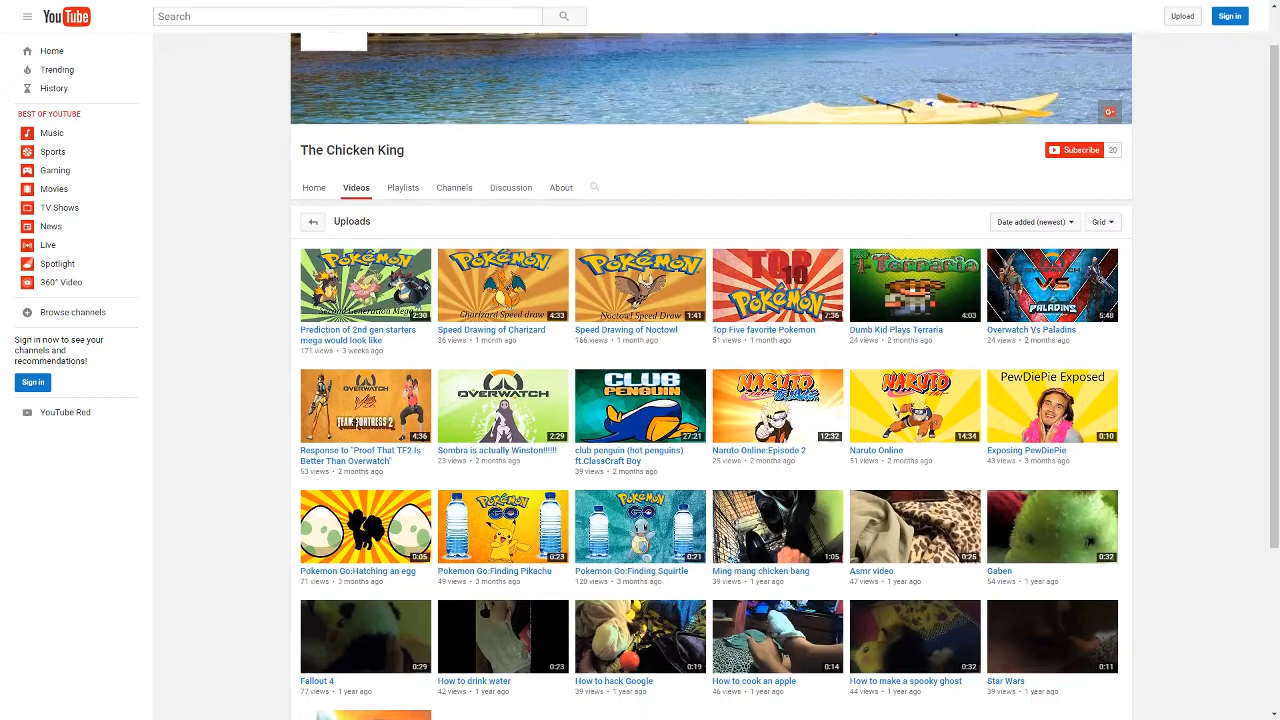 YouTube
Search
Upload
Sign in
Home
Trending
History
BEST OF YOUTUBE
Music
Sports
Gaming
Movies
TV Shows
News
Live
Spotlight
360° Video
Browse channels
Sign in now to see your
channels and
recommendations!
Sign in
YouTube Red
G+
The Chicken King
Subscribe 20
Home Videos Playlists Channels Discussion About
Uploads
Date added (newest)
Grid
POKéMON
2:30
Prediction of 2nd gen starters
mega would look like
171 views • 3 weeks ago
POKéMON
Charizard Speed draw
4:33
Speed Drawing of Charizard
36 views • 1 month ago
POKéMON
Noctowl Speed Draw
1:41
Speed Drawing of Noctowl
166 views • 1 month ago
TOP
10
POKéMON
7:36
Top Five favorite Pokemon
51 views • 1 month ago
Terraria
4:03
Dumb Kid Plays Terraria
24 views • 2 months ago
OVERWATCH
VS
PALADINS
5:48
Overwatch Vs Paladins
24 views • 2 months ago
OVERWATCH
VS
TEAM FORTRESS 2
4:36
Response to "Proof That TF2 Is
Better Than Overwatch"
53 views • 2 months ago
OVERWATCH
2:29
Sombra is actually Winston!!!!!!
23 views • 2 months ago
CLUB
PENGUIN
27:21
club penguin (hot penguins)
ft.ClassCraft Boy
39 views • 2 months ago
NARUTO
ONLINE
12:32
Naruto Online:Episode 2
25 views • 2 months ago
NARUTO
14:34
Naruto Online
51 views • 2 months ago
PewDiePie Exposed
0:10
Exposing PewDiePie
43 views • 3 months ago
0:05
Pokemon Go:Hatching an egg
71 views • 3 months ago
POKéMON
GO
0:23
Pokemon Go:Finding Pikachu
49 views • 3 months ago
POKéMON
GO
0:21
Pokemon Go:Finding Squirtle
120 views • 3 months ago
1:05
Ming mang chicken bang
39 views • 1 year ago
0:25
Asmr video
47 views • 1 year ago
0:32
Gaben
54 views • 1 year ago
0:29
Fallout 4
77 views • 1 year ago
0:23
How to drink water
42 views • 1 year ago
0:19
How to hack Google
39 views • 1 year ago
0:14
How to cook an apple
46 views • 1 year ago
0:32
How to make a spooky ghost
44 views • 1 year ago
0:11
Star Wars
39 views • 1 year ago